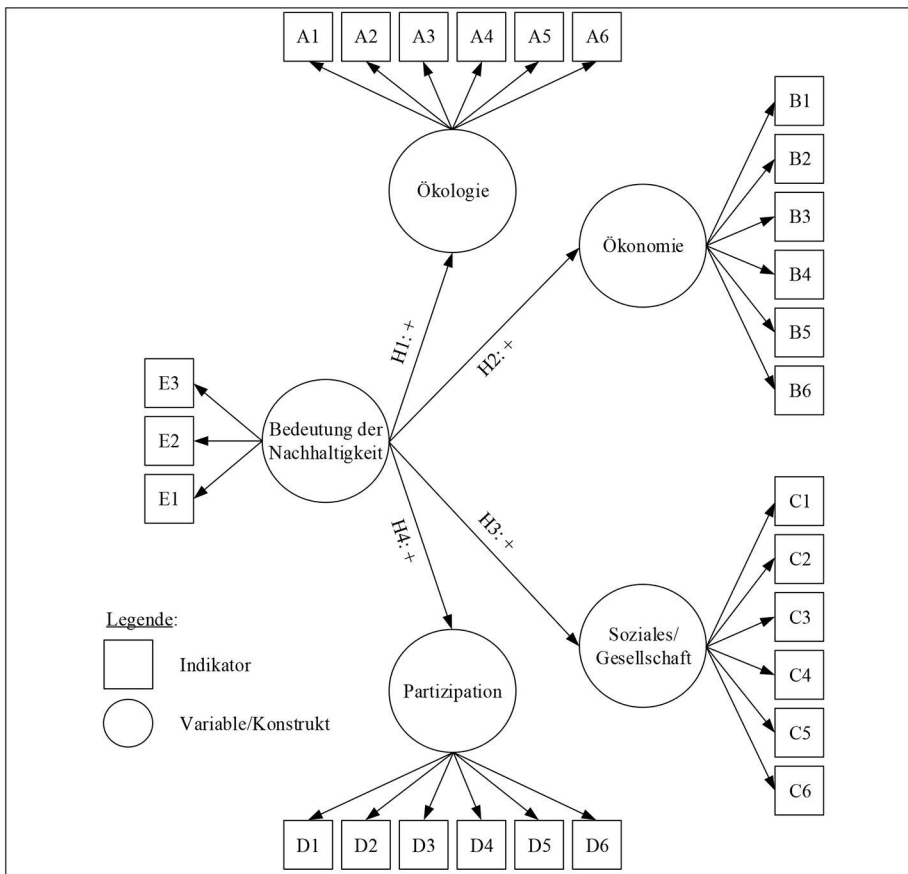 A1 A2 A3 A4 A5 A6
Ökologie
B1
B2
B3
B4
B5
B6
Ökonomie
H1: +
H2: +
E3
E2
E1
Bedeutung der
Nachhaltigkeit
H4: +
H3: +
C1
C2
C3
C4
C5
C6
Soziales/
Gesellschaft
Legende:
Indikator
Variable/Konstrukt
Partizipation
D1 D2 D3 D4 D5 D6